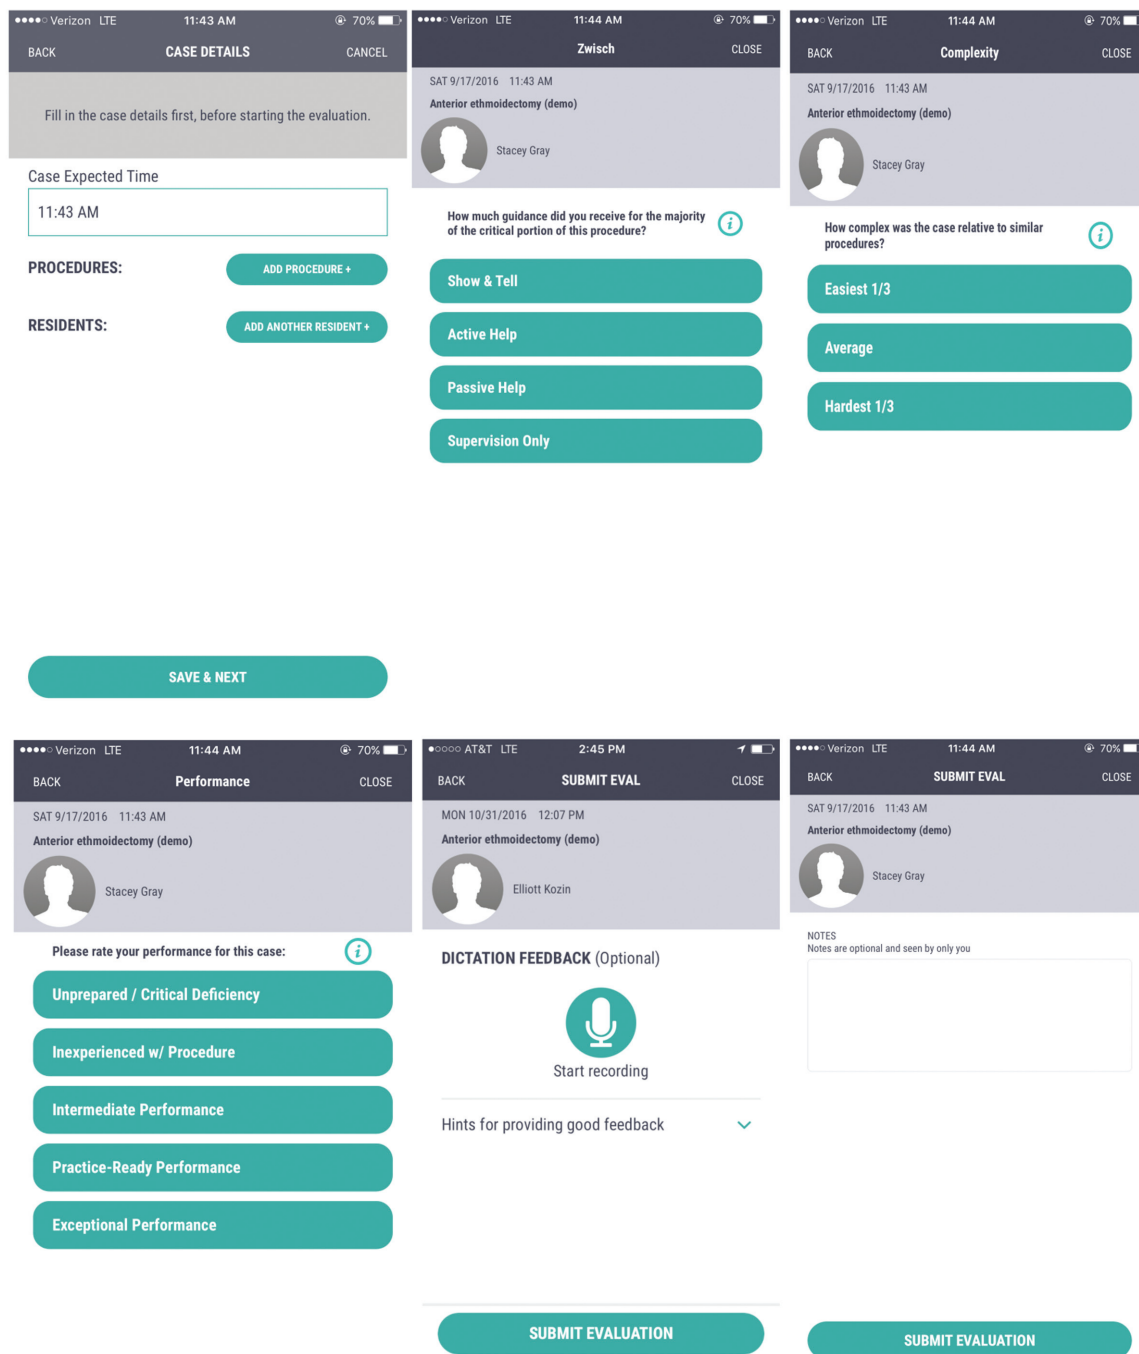 Verizon LTE 11:43 AM 70%
BACK CASE DETAILS CANCEL
Fill in the case details first, before starting the evaluation.
Case Expected Time
11:43 AM
PROCEDURES: ADD PROCEDURE +
RESIDENTS: ADD ANOTHER RESIDENT +
SAVE & NEXT
Verizon LTE 11:44 AM 70%
Zwisch CLOSE
SAT 9/17/2016 11:43 AM
Anterior ethmoidectomy (demo)
Stacey Gray
How much guidance did you receive for the majority
of the critical portion of this procedure?
i
Show & Tell
Active Help
Passive Help
Supervision Only
Verizon LTE 11:44 AM 70%
BACK Complexity CLOSE
SAT 9/17/2016 11:43 AM
Anterior ethmoidectomy (demo)
Stacey Gray
How complex was the case relative to similar
procedures?
i
Easiest 1/3
Average
Hardest 1/3
Verizon LTE 11:44 AM 70%
BACK Performance CLOSE
SAT 9/17/2016 11:43 AM
Anterior ethmoidectomy (demo)
Stacey Gray
Please rate your performance for this case: i
Unprepared / Critical Deficiency
Inexperienced w/ Procedure
Intermediate Performance
Practice-Ready Performance
Exceptional Performance
AT&T LTE 2:45 PM
BACK SUBMIT EVAL CLOSE
MON 10/31/2016 12:07 PM
Anterior ethmoidectomy (demo)
Elliott Kozin
DICTATION FEEDBACK (Optional)
Start recording
Hints for providing good feedback
SUBMIT EVALUATION
Verizon LTE 11:44 AM 70%
BACK SUBMIT EVAL CLOSE
SAT 9/17/2016 11:43 AM
Anterior ethmoidectomy (demo)
Stacey Gray
NOTES
Notes are optional and seen by only you
SUBMIT EVALUATION